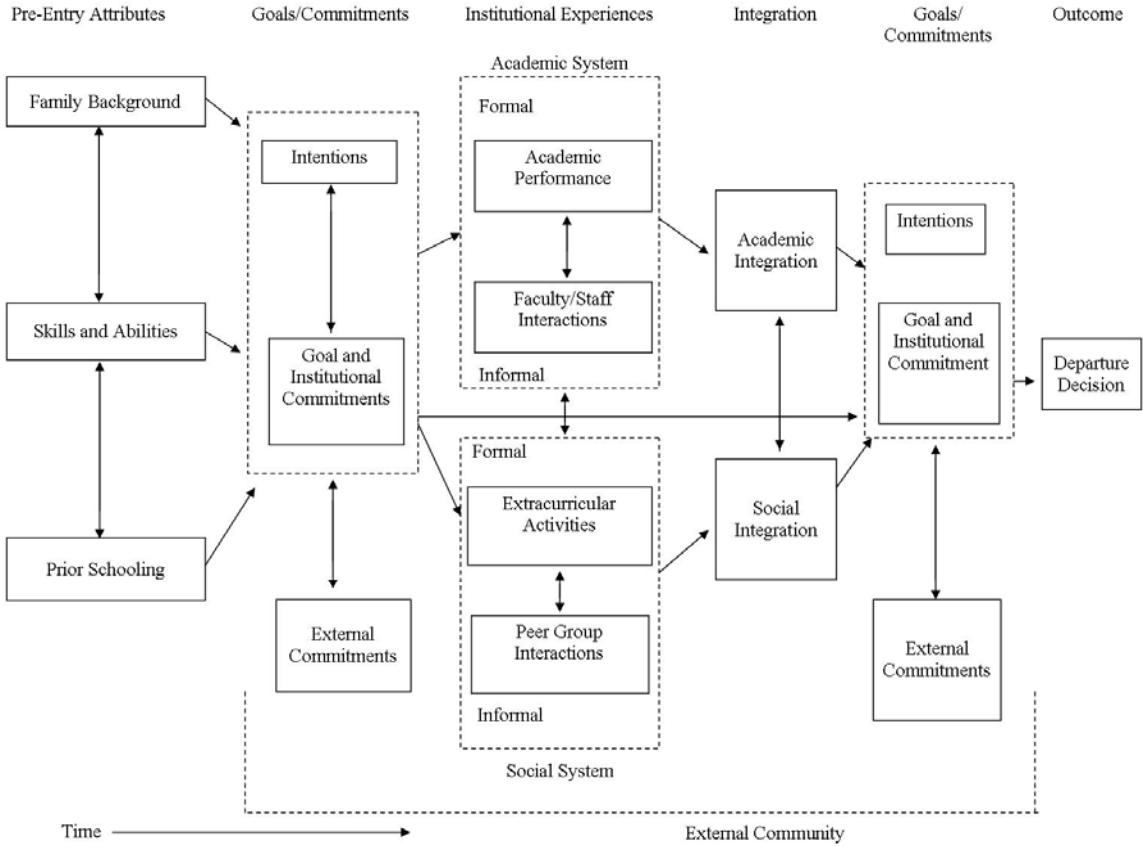 Pre-Entry Attributes
Goals/Commitments
Institutional Experiences
Integration
Goals/
Commitments
Outcome
Family Background
Skills and Abilities
Prior Schooling
Intentions
Goal and
Institutional
Commitments
External
Commitments
Academic System
Formal
Academic
Performance
Faculty/Staff
Interactions
Informal
Formal
Extracurricular
Activities
Peer Group
Interactions
Informal
Social System
Academic
Integration
Social
Integration
Intentions
Goal and
Institutional
Commitment
External
Commitments
Departure
Decision
Time
External Community